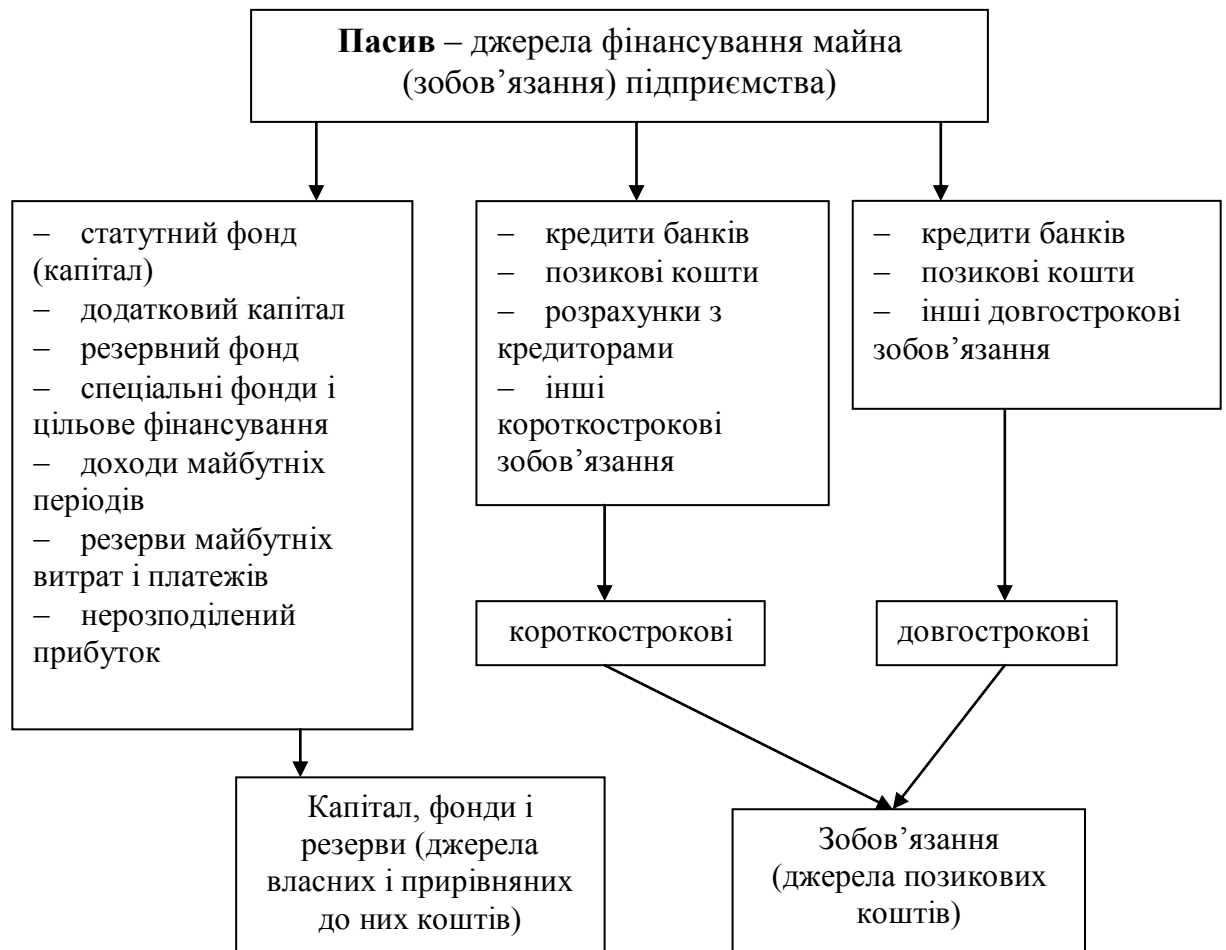 Пасив – джерела фінансування майна
(зобов’язання) підприємства)
– статутний фонд
(капітал)
– додатковий капітал
– резервний фонд
– спеціальні фонди і
цільове фінансування
– доходи майбутніх
періодів
– резерви майбутніх
витрат і платежів
– нерозподілений
прибуток
– кредити банків
– позикові кошти
– розрахунки з
кредиторами
– інші
короткострокові
зобов’язання
– кредити банків
– позикові кошти
– інші довгострокові
зобов’язання
короткострокові
довгострокові
Капітал, фонди і
резерви (джерела
власних і прирівняних
до них коштів)
Зобов’язання
(джерела позикових
коштів)